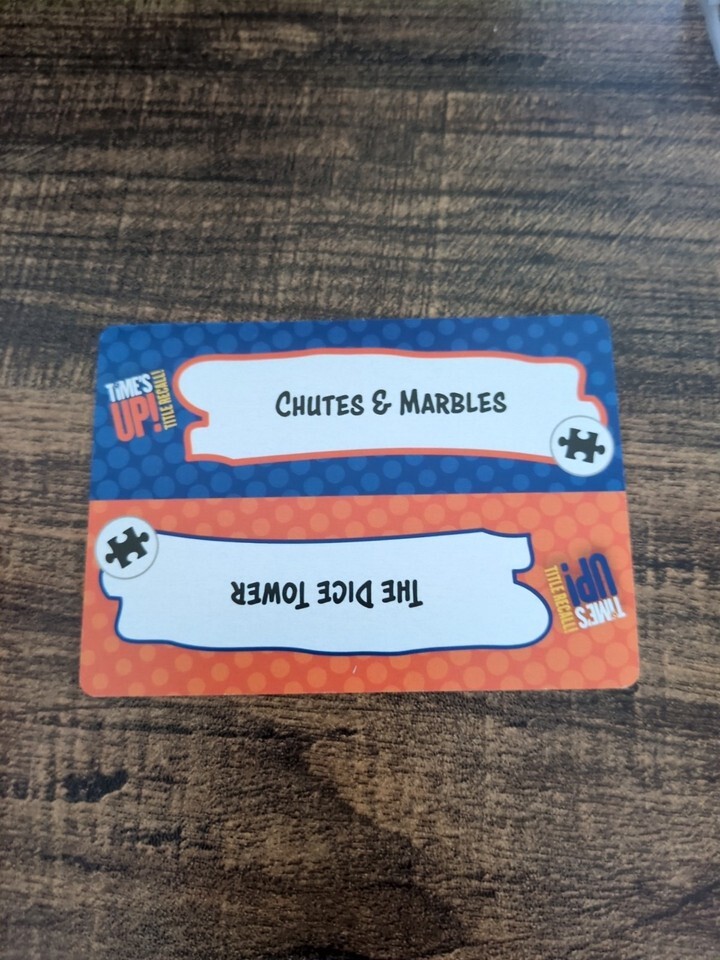 TiME'S
UP!
TITLE RECALL!
CHUTES & MARBLES
THE DICE TOWER
TiME'S
UP!
TITLE RECALL!